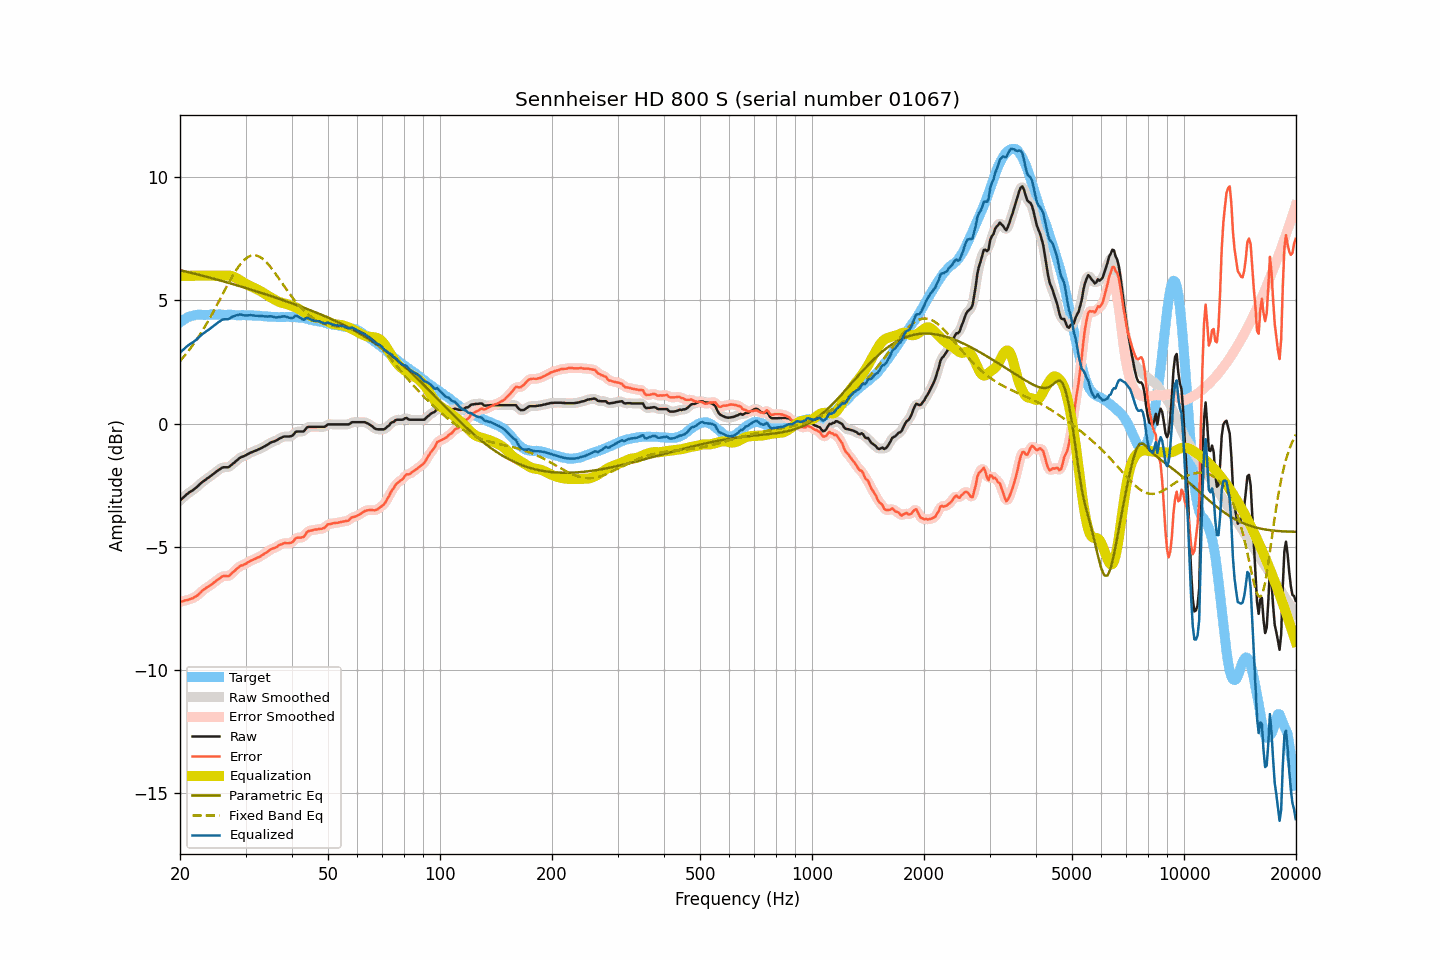 Sennheiser HD 800 S (serial number 01067)
Amplitude (dBr)
10
5
0
−5
−10
−15
Target
Raw Smoothed
Error Smoothed
Raw
Error
Equalization
Parametric Eq
Fixed Band Eq
Equalized
20 50 100 200 500 1000 2000 5000 10000 20000
Frequency (Hz)